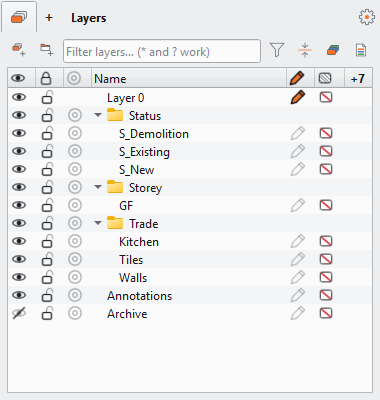 + Layers
Filter layers... (* and ? work)
Name +7
Layer 0
Status
S_Demolition
S_Existing
S_New
Storey
GF
Trade
Kitchen
Tiles
Walls
Annotations
Archive